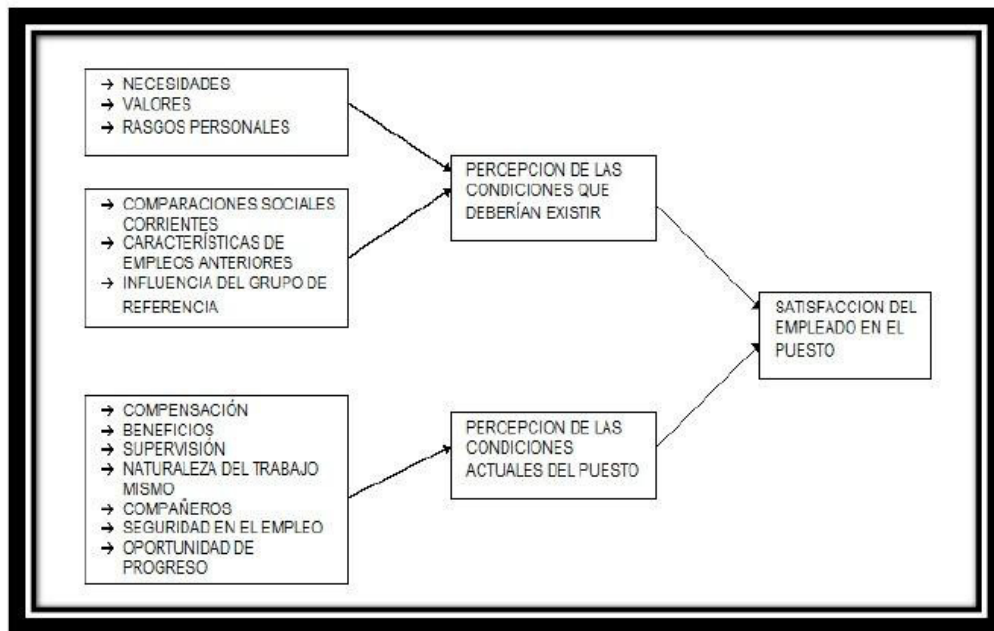 → NECESIDADES
→ VALORES
→ RASGOS PERSONALES
→ COMPARACIONES SOCIALES
CORRIENTES
→ CARACTERÍSTICAS DE
EMPLEOS ANTERIORES
→ INFLUENCIA DEL GRUPO DE
REFERENCIA
→ COMPENSACIÓN
→ BENEFICIOS
→ SUPERVISIÓN
→ NATURALEZA DEL TRABAJO
MISMO
→ COMPAÑEROS
→ SEGURIDAD EN EL EMPLEO
→ OPORTUNIDAD DE
PROGRESO
PERCEPCION DE LAS
CONDICIONES QUE
DEBERÍAN EXISTIR
PERCEPCION DE LAS
CONDICIONES
ACTUALES DEL PUESTO
SATISFACCION DEL
EMPLEADO EN EL
PUESTO